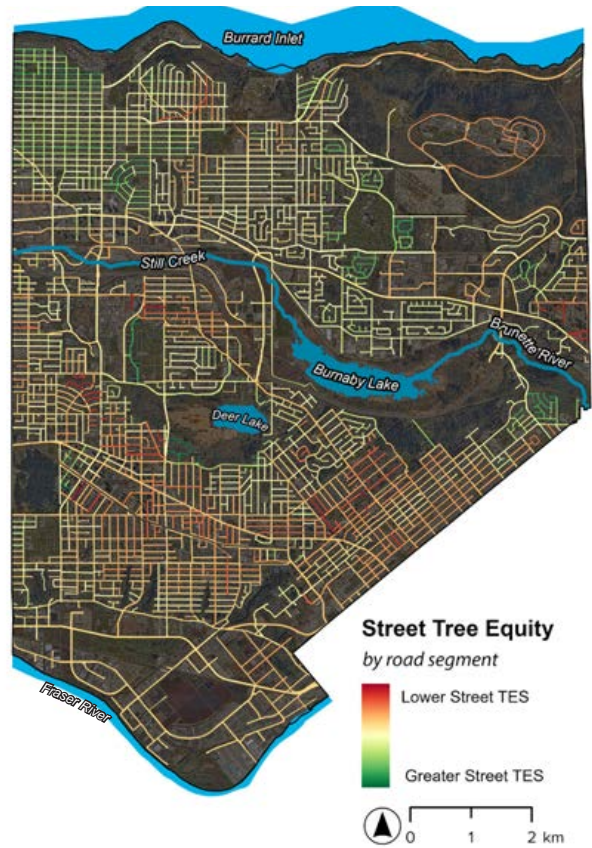 Burrard Inlet
Still Creek
Brunette River
Burnaby Lake
Deer Lake
Street Tree Equity
by road segment
Lower Street TES
Fraser River
Greater Street TES
0 1 2 km